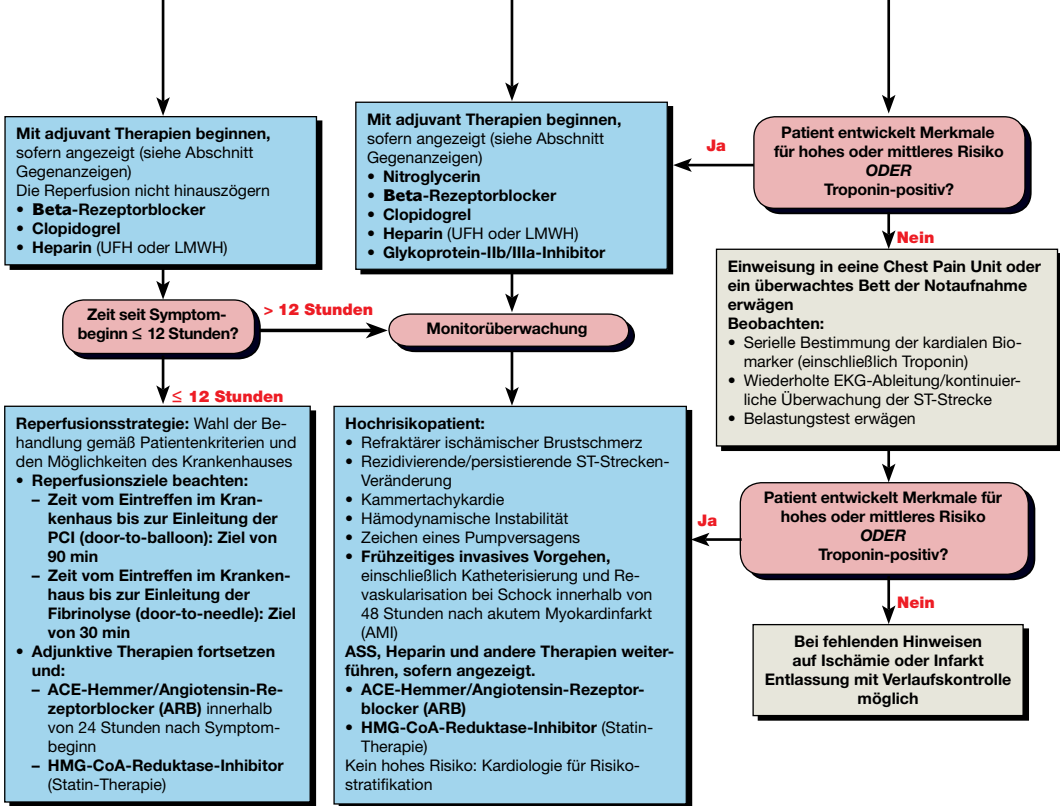 Mit adjuvant Therapien beginnen,
sofern angezeigt (siehe Abschnitt
Gegenanzeigen)
Die Reperfusion nicht hinauszögern
• Beta-Rezeptorblocker
• Clopidogrel
• Heparin (UFH oder LMWH)
Mit adjuvant Therapien beginnen,
sofern angezeigt (siehe Abschnitt
Gegenanzeigen)
• Nitroglycerin
• Beta-Rezeptorblocker
• Clopidogrel
• Heparin (UFH oder LMWH)
• Glykoprotein-IIb/IIIa-Inhibitor
Ja
Patient entwickelt Merkmale
für hohes oder mittleres Risiko
ODER
Troponin-positiv?
Nein
Zeit seit Symptom-
beginn ≤ 12 Stunden?
> 12 Stunden
Monitorüberwachung
≤ 12 Stunden
Einweisung in eeine Chest Pain Unit oder
ein überwachtes Bett der Notaufnahme
erwägen
Beobachten:
• Serielle Bestimmung der kardialen Bio-
marker (einschließlich Troponin)
• Wiederholte EKG-Ableitung/kontinuier-
liche Überwachung der ST-Strecke
• Belastungstest erwägen
Reperfusionsstrategie: Wahl der Be-
handlung gemäß Patientenkriterien und
den Möglichkeiten des Krankenhauses
• Reperfusionsziele beachten:
– Zeit vom Eintreffen im Kran-
kenhaus bis zur Einleitung der
PCI (door-to-balloon): Ziel von
90 min
– Zeit vom Eintreffen im Kranken-
haus bis zur Einleitung der
Fibrinolyse (door-to-needle): Ziel
von 30 min
• Adjunktive Therapien fortsetzen
und:
– ACE-Hemmer/Angiotensin-Re-
zeptorblocker (ARB) innerhalb
von 24 Stunden nach Symptom-
beginn
– HMG-CoA-Reduktase-Inhibitor
(Statin-Therapie)
Hochrisikopatient:
• Refraktärer ischämischer Brustschmerz
• Rezidivierende/persistierende ST-Strecken-
Veränderung
• Kammertachykardie
• Hämodynamische Instabilität
• Zeichen eines Pumpversagens
• Frühzeitiges invasives Vorgehen,
einschließlich Katheterisierung und Re-
vaskularisation bei Schock innerhalb von
48 Stunden nach akutem Myokardinfarkt
(AMI)
ASS, Heparin und andere Therapien weiter-
führen, sofern angezeigt.
• ACE-Hemmer/Angiotensin-Rezeptor-
blocker (ARB)
• HMG-CoA-Reduktase-Inhibitor (Statin-
Therapie)
Kein hohes Risiko: Kardiologie für Risiko-
stratifikation
Ja
Patient entwickelt Merkmale für
hohes oder mittleres Risiko
ODER
Troponin-positiv?
Nein
Bei fehlenden Hinweisen
auf Ischämie oder Infarkt
Entlassung mit Verlaufskontrolle
möglich